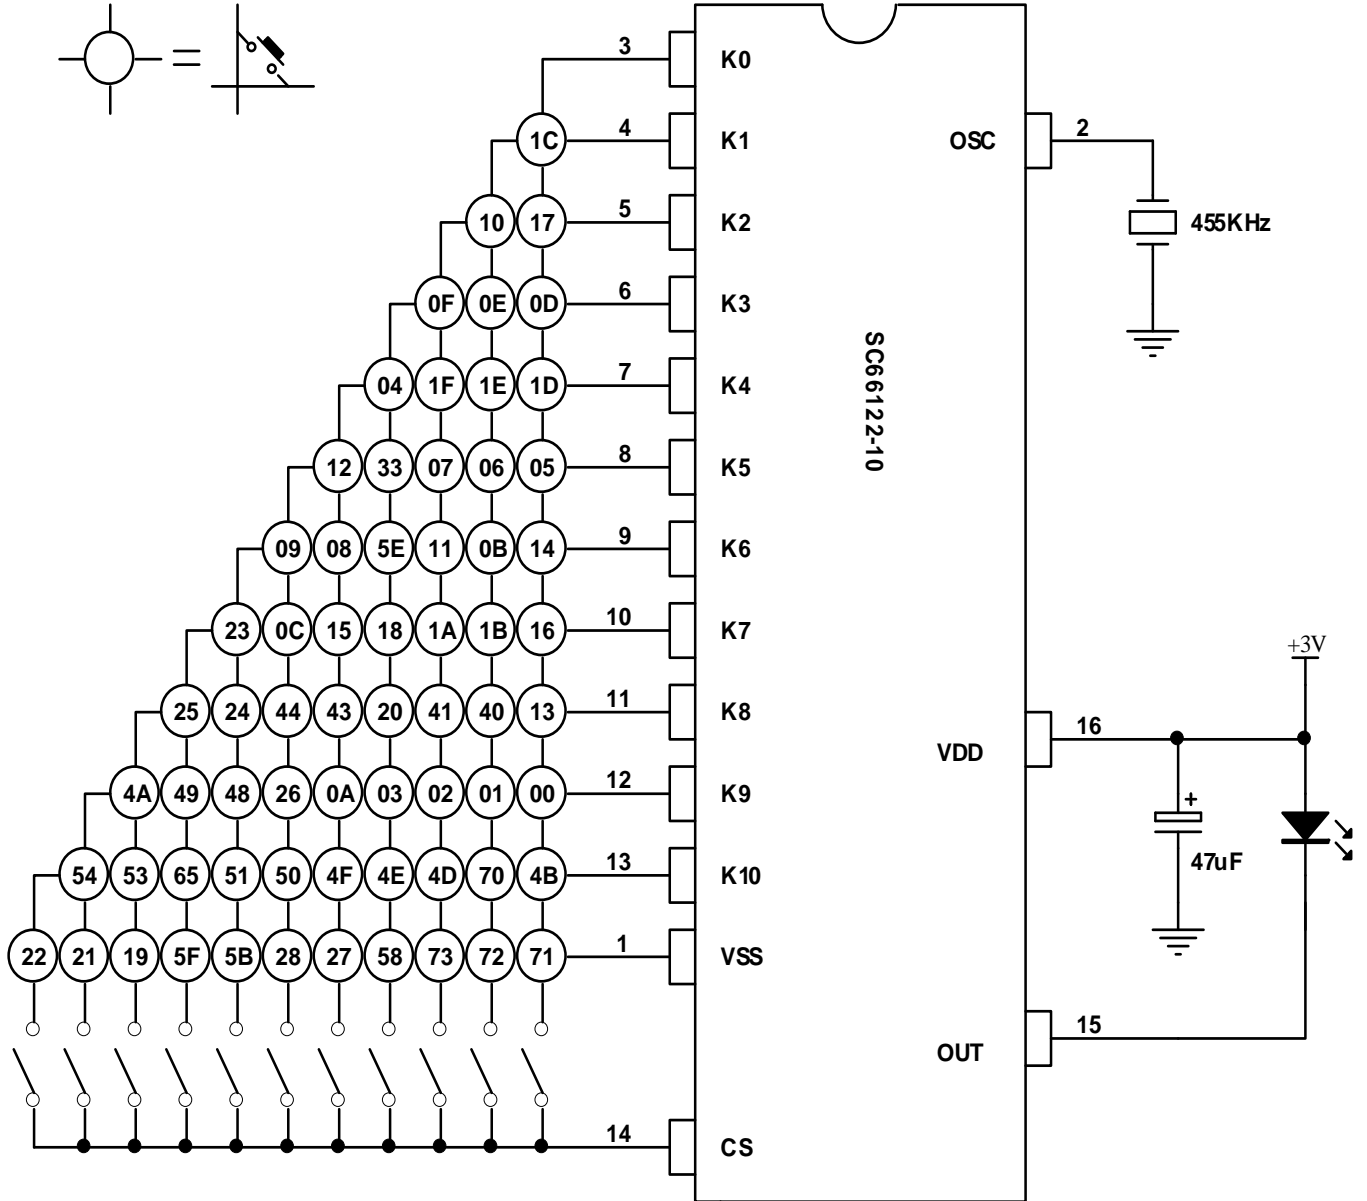 3 K0
1C 4 K1 OSC 2
10 17 5 K2 455KHz
0F 0E 0D 6 K3
SC66122-10
04 1F 1E 1D 7 K4
12 33 07 06 05 8 K5
09 08 5E 11 0B 14 9 K6
23 0C 15 18 1A 1B 16 10 K7
+3V
25 24 44 43 20 41 40 13 11 K8
VDD 16
4A 49 48 26 0A 03 02 01 00 12 K9
+
47uF
54 53 65 51 50 4F 4E 4D 70 4B 13 K10
22 21 19 5F 5B 28 27 58 73 72 71 1 VSS
OUT 15
14 CS